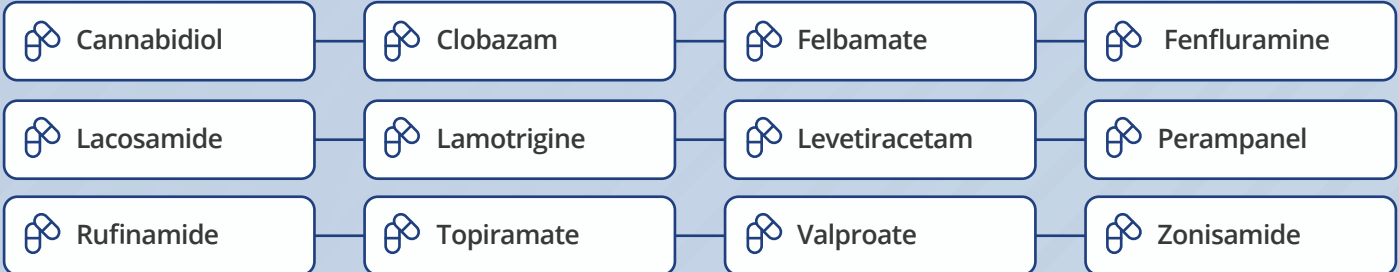 Cannabidiol Clobazam Felbamate Fenfluramine
Lacosamide Lamotrigine Levetiracetam Perampanel
Rufinamide Topiramate Valproate Zonisamide